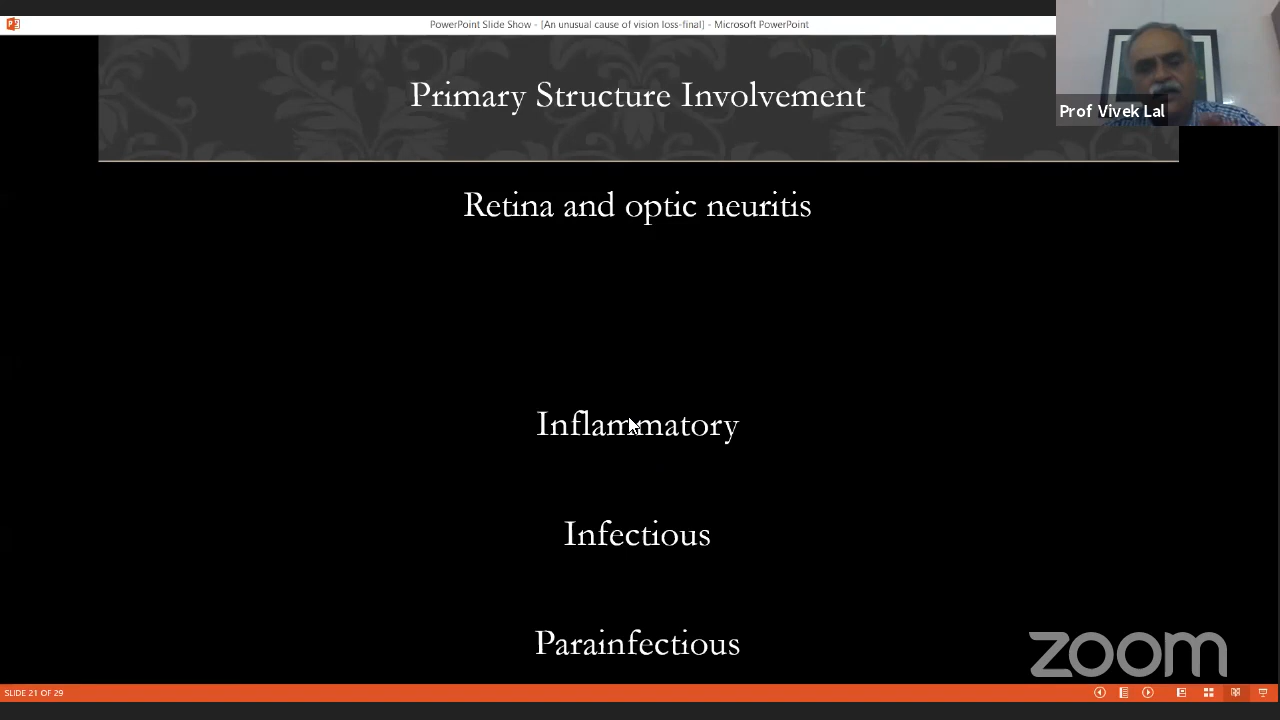 PowerPoint Slide Show - [An unusual cause of vision loss-final] - Microsoft PowerPoint
Primary Structure Involvement
Prof Vivek Lal
Retina and optic neuritis
Inflammatory
Infectious
Parainfectious
zoom
SLIDE 21 OF 29